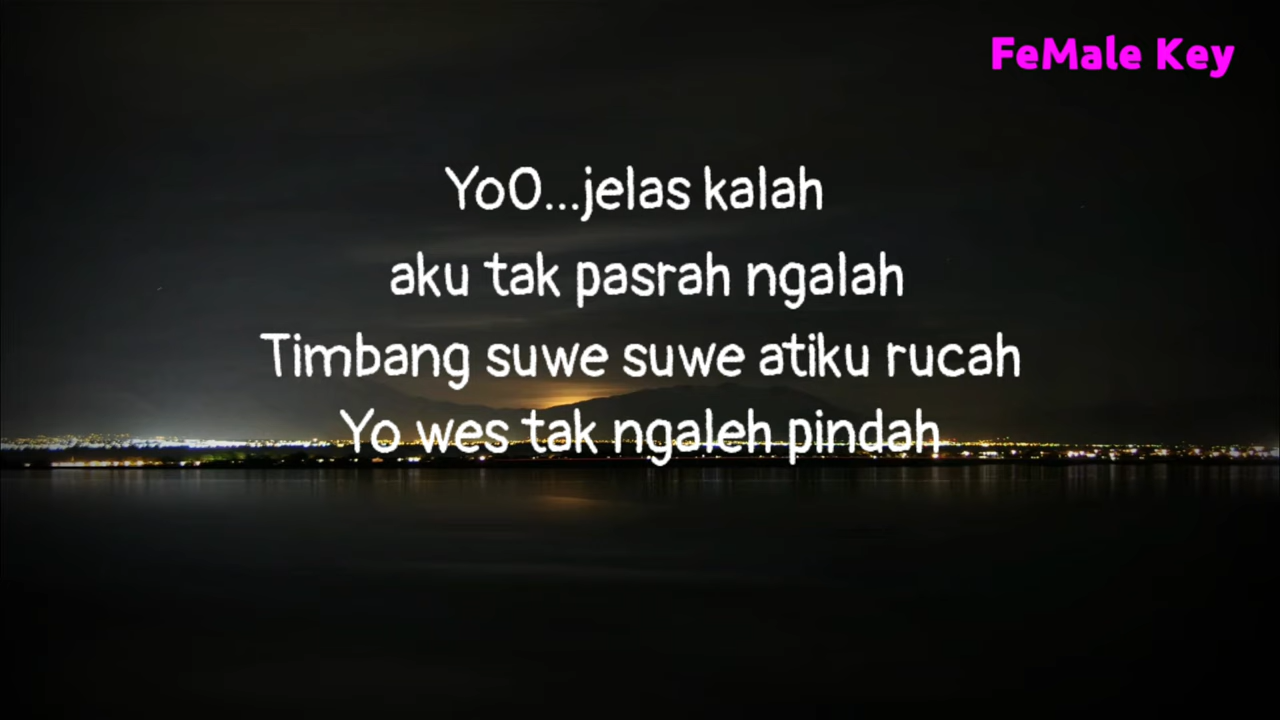 FeMale Key
YoO...jelas kalah
aku tak pasrah ngalah
Timbang suwe suwe atiku rucah
Yo wes tak ngaleh pindah